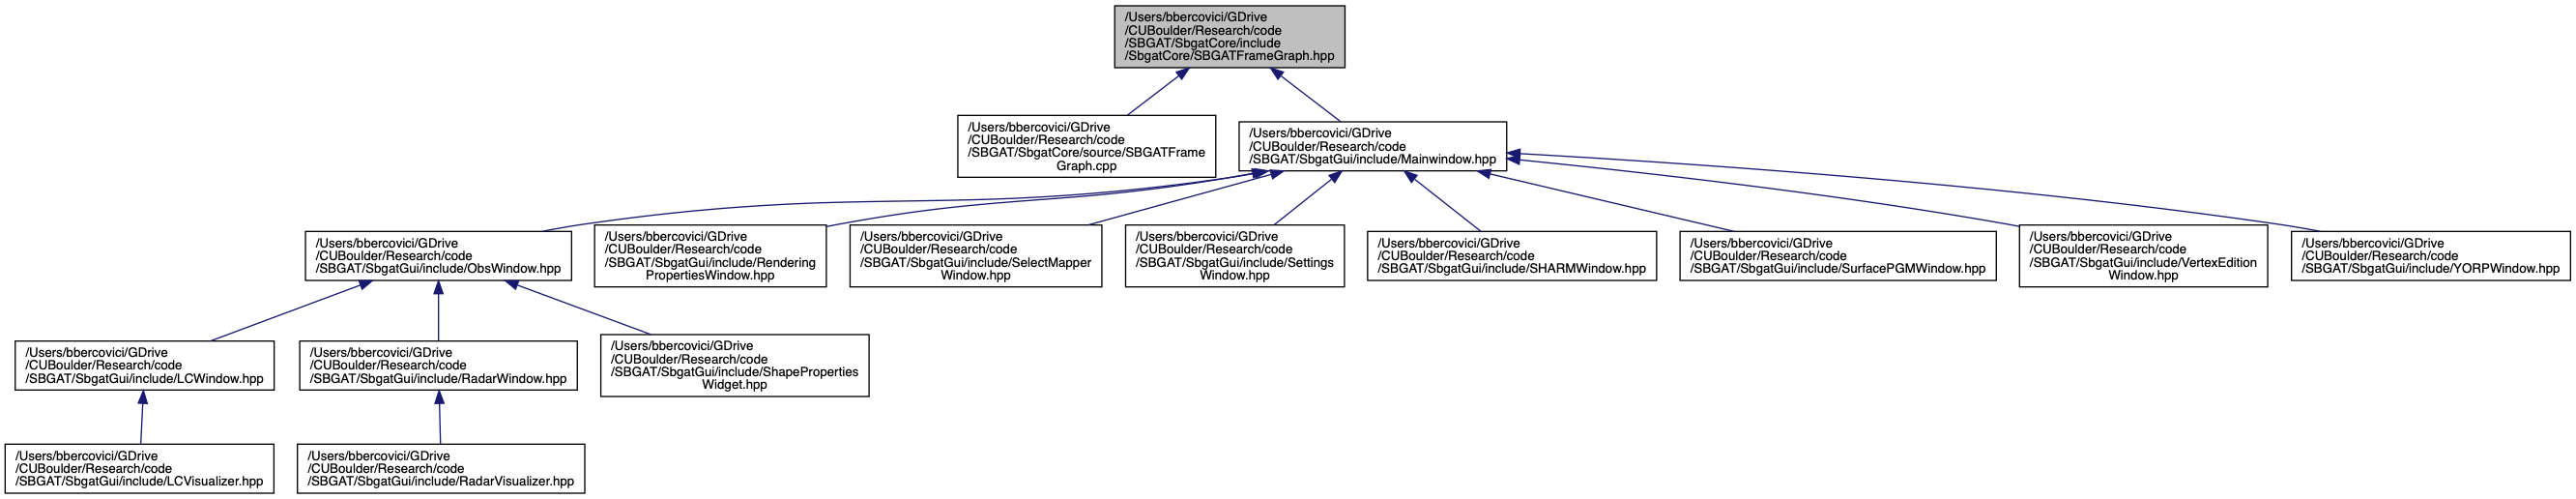 /Users/bbercovici/GDrive
/CUBoulder/Research/code
/SBGAT/SbgatCore/include
/SbgatCore/SBGATFrameGraph.hpp
/Users/bbercovici/GDrive
/CUBoulder/Research/code
/SBGAT/SbgatCore/source/SBGATFrame
Graph.cpp
/Users/bbercovici/GDrive
/CUBoulder/Research/code
/SBGAT/SbgatGui/include/Mainwindow.hpp
/Users/bbercovici/GDrive
/CUBoulder/Research/code
/SBGAT/SbgatGui/include/ObsWindow.hpp
/Users/bbercovici/GDrive
/CUBoulder/Research/code
/SBGAT/SbgatGui/include/Rendering
PropertiesWindow.hpp
/Users/bbercovici/GDrive
/CUBoulder/Research/code
/SBGAT/SbgatGui/include/SelectMapper
Window.hpp
/Users/bbercovici/GDrive
/CUBoulder/Research/code
/SBGAT/SbgatGui/include/Settings
Window.hpp
/Users/bbercovici/GDrive
/CUBoulder/Research/code
/SBGAT/SbgatGui/include/SHARMWindow.hpp
/Users/bbercovici/GDrive
/CUBoulder/Research/code
/SBGAT/SbgatGui/include/SurfacePGMWindow.hpp
/Users/bbercovici/GDrive
/CUBoulder/Research/code
/SBGAT/SbgatGui/include/VertexEdition
Window.hpp
/Users/bbercovici/GDrive
/CUBoulder/Research/code
/SBGAT/SbgatGui/include/YORPWindow.hpp
/Users/bbercovici/GDrive
/CUBoulder/Research/code
/SBGAT/SbgatGui/include/LCWindow.hpp
/Users/bbercovici/GDrive
/CUBoulder/Research/code
/SBGAT/SbgatGui/include/RadarWindow.hpp
/Users/bbercovici/GDrive
/CUBoulder/Research/code
/SBGAT/SbgatGui/include/ShapeProperties
Widget.hpp
/Users/bbercovici/GDrive
/CUBoulder/Research/code
/SBGAT/SbgatGui/include/LCVisualizer.hpp
/Users/bbercovici/GDrive
/CUBoulder/Research/code
/SBGAT/SbgatGui/include/RadarVisualizer.hpp